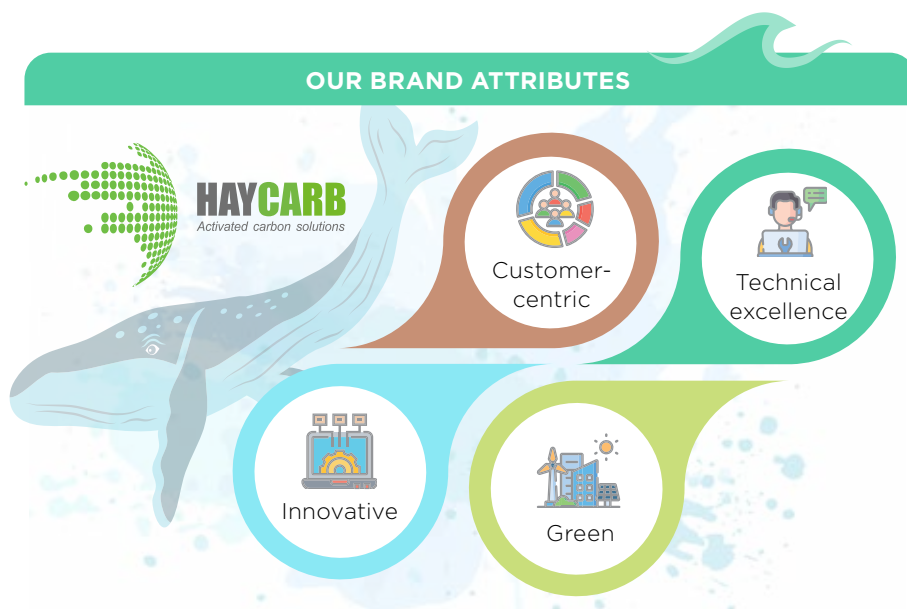 OUR BRAND ATTRIBUTES
HAYCARB
Activated carbon solutions
Customer-
centric
Technical
excellence
Innovative
Green